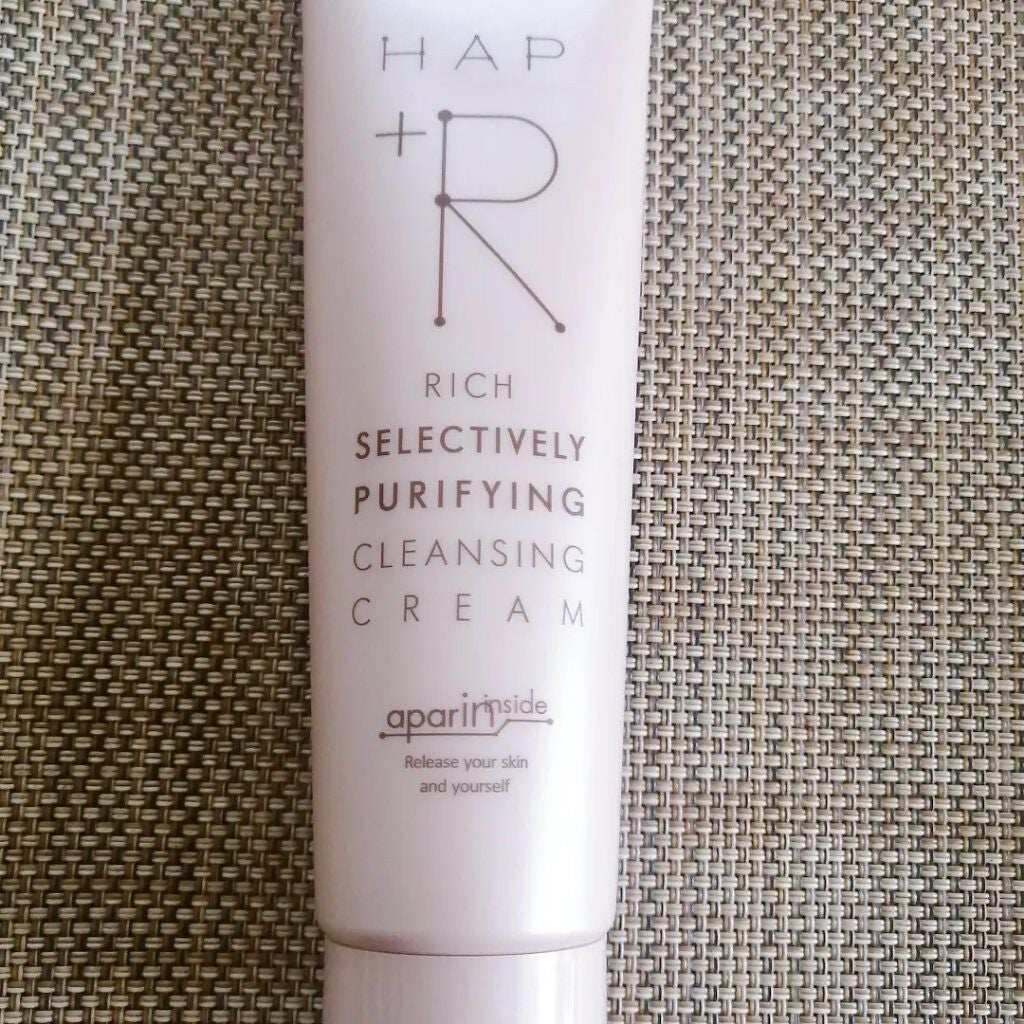 HAP
+R
RICH
SELECTIVELY
PURIFYING
CLEANSING
CREAM
aparin inside
Release your skin
and yourself